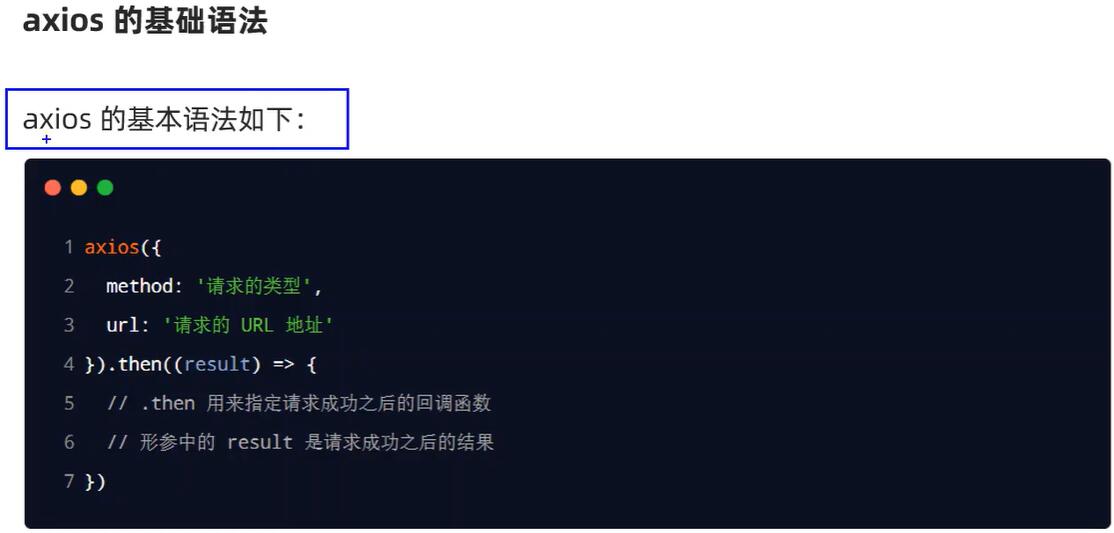 axios 的基础语法
axios 的基本语法如下：
1 axios({
2   method: '请求的类型',
3   url: '请求的 URL 地址'
4 }).then((result) => {
5   // .then 用来指定请求成功之后的回调函数
6   // 形参中的 result 是请求成功之后的结果
7 })